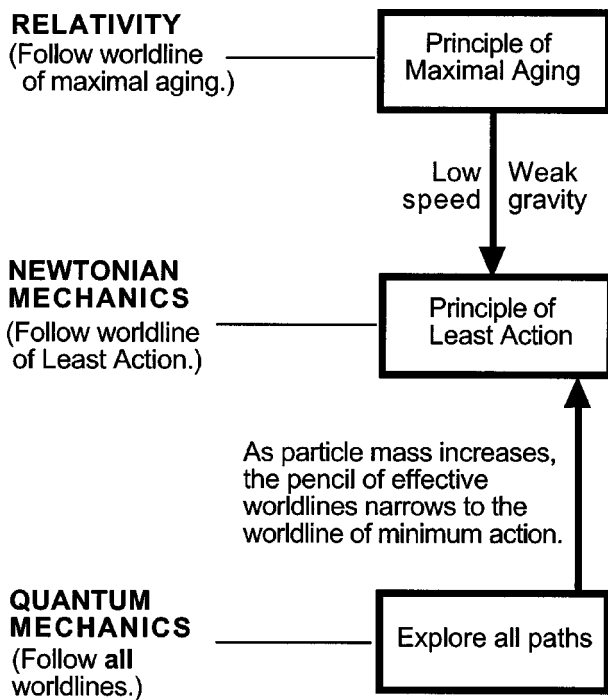 RELATIVITY
(Follow worldline
of maximal aging.)
Principle of
Maximal Aging
Low Weak
speed gravity
NEWTONIAN
MECHANICS
(Follow worldline
of Least Action.)
Principle of
Least Action
As particle mass increases,
the pencil of effective
worldlines narrows to the
worldline of minimum action.
QUANTUM
MECHANICS
(Follow all
worldlines.)
Explore all paths